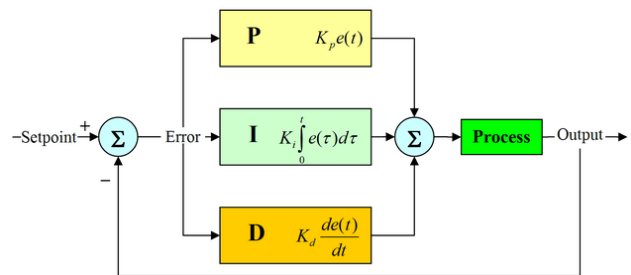 P K_p e(t)
–Setpoint + Σ Error I K_i ∫_0^t e(τ)dτ Σ Process Output
–
D K_d de(t)/dt